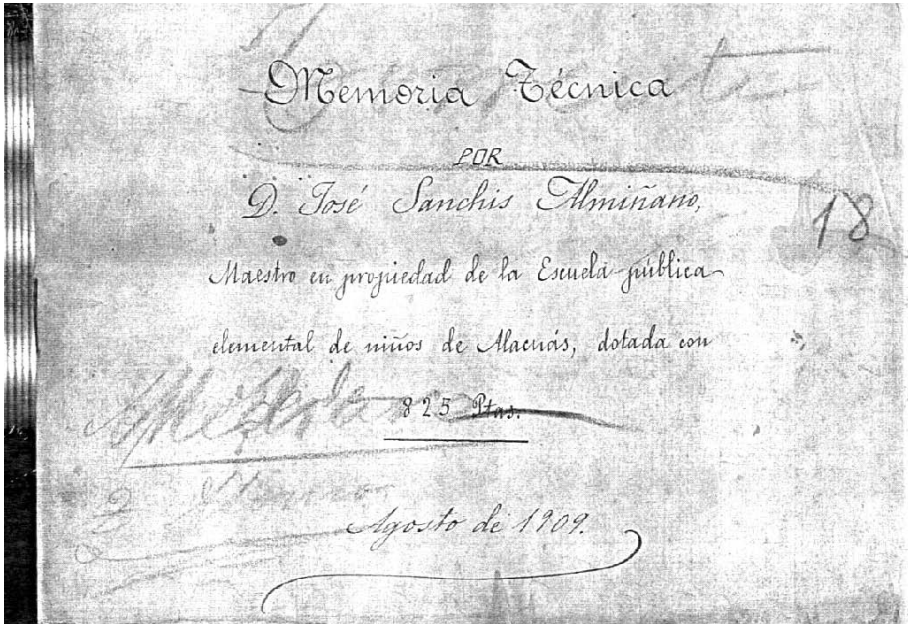 Memoria Técnica
POR
D. José Sanchis Almiñano,
18
Maestro en propiedad de la Escuela pública
elemental de niños de Alacuás, dotada con
825 Ptas.
Agosto de 1909.